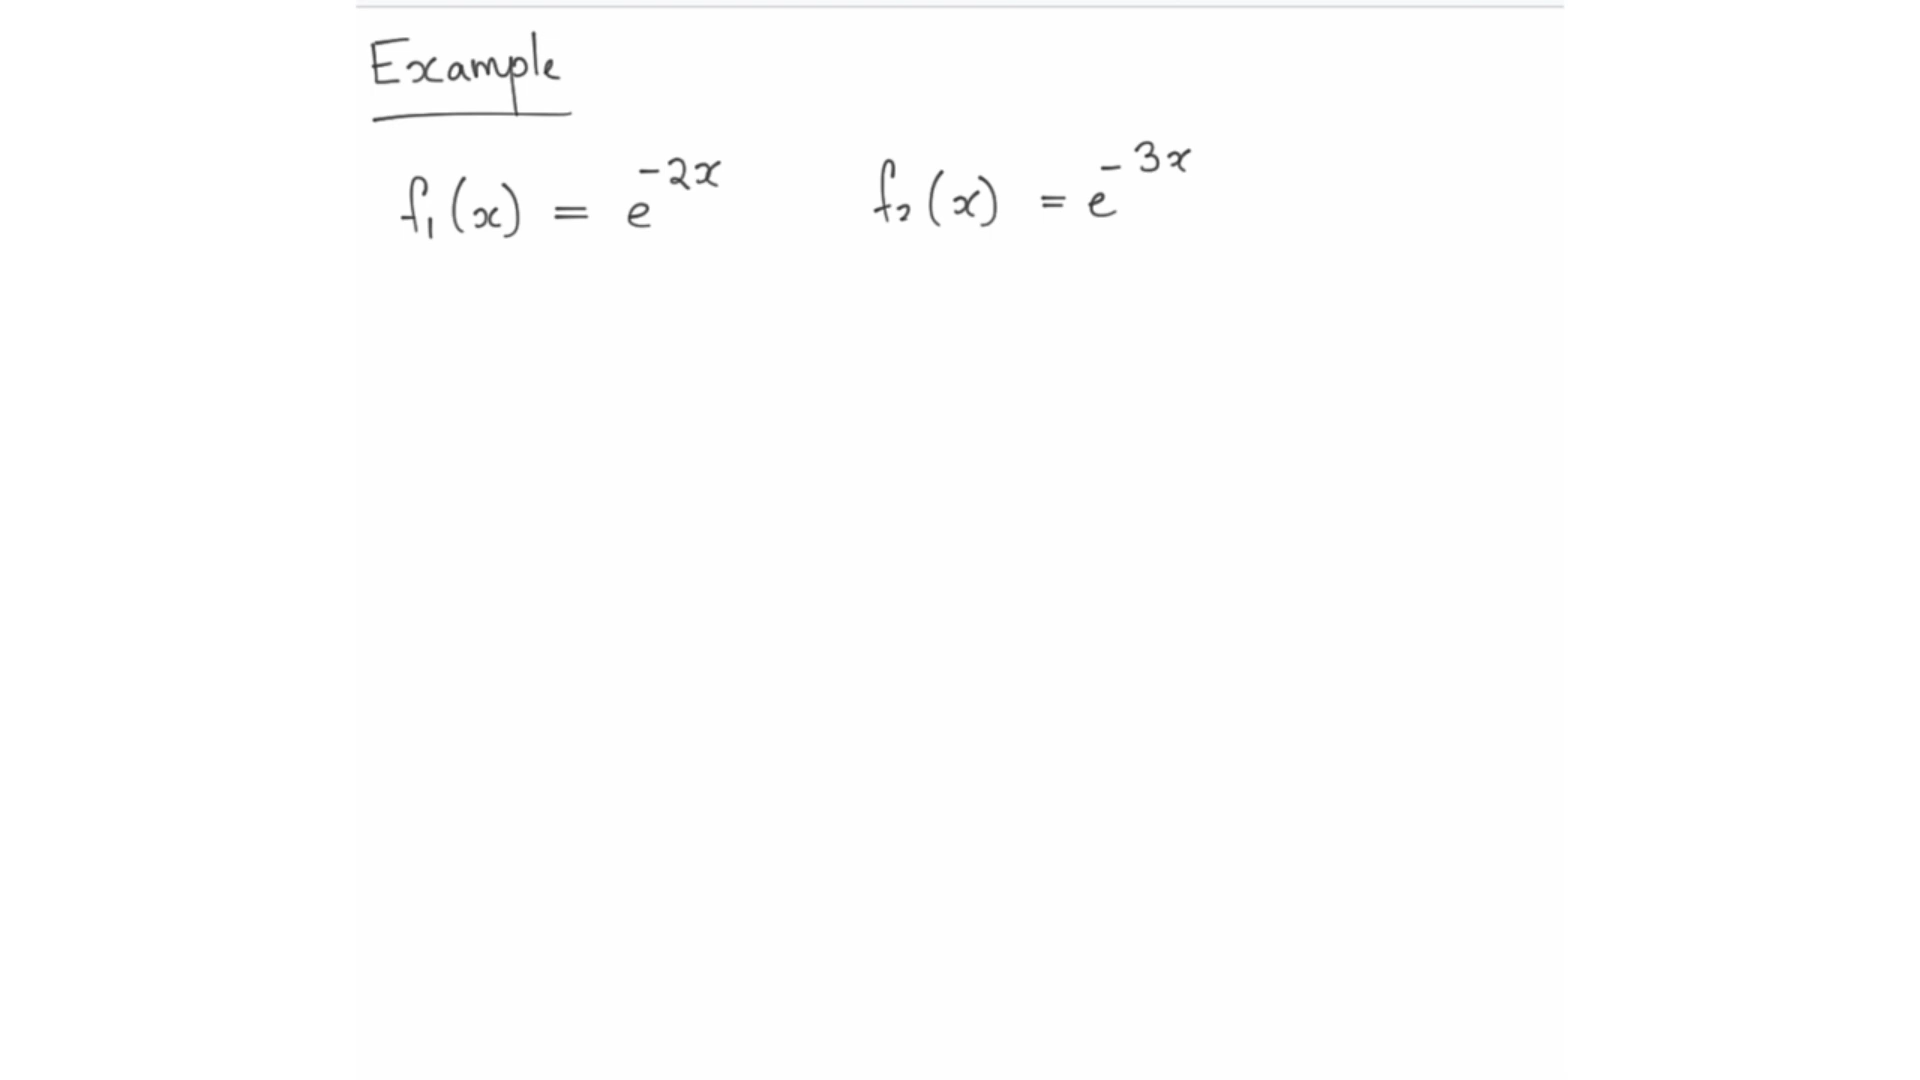 Example
f₁(x) = e^{-2x} f₂(x) = e^{-3x}